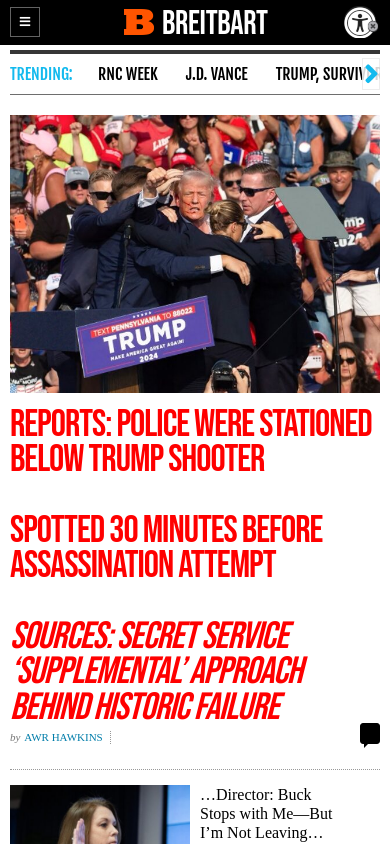 BREITBART
TRENDING:
RNC WEEK
J.D. VANCE
TRUMP,
TEXT PENNSYLVANIA TO 88022
TRUMP
MAKE AMERICA GREAT AGAIN!
2024
REPORTS: POLICE WERE STATIONED
BELOW TRUMP SHOOTER
SPOTTED 30 MINUTES BEFORE
ASSASSINATION ATTEMPT
SOURCES: SECRET SERVICE
‘SUPPLEMENTAL’ APPROACH
BEHIND HISTORIC FAILURE
by AWR HAWKINS
…Director: Buck
Stops with Me—But
I’m Not Leaving…